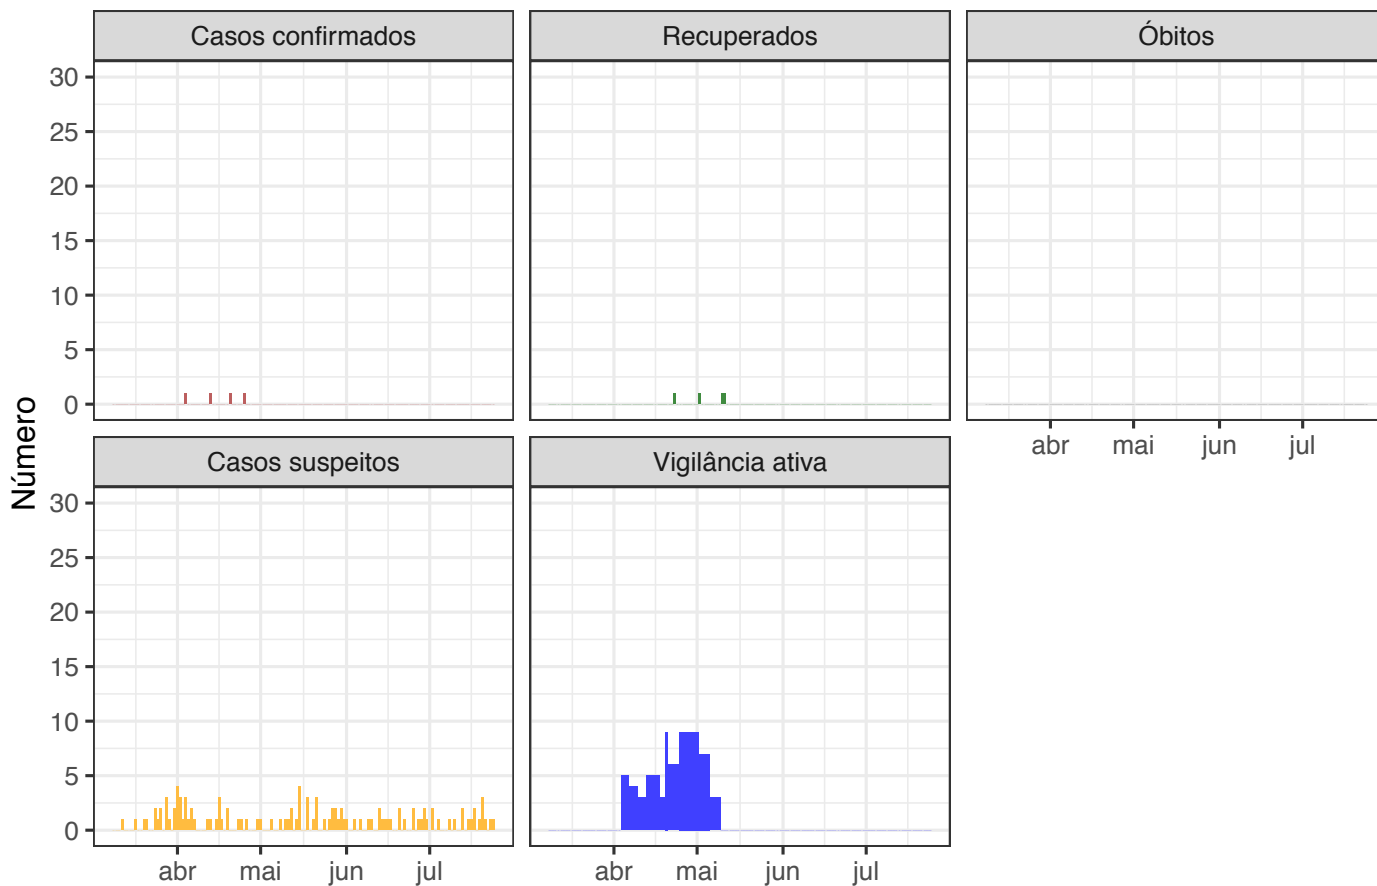 Casos confirmados Recuperados Óbitos
30
25
20
15
10
5
0
abr mai jun jul
Número
Casos suspeitos Vigilância ativa
30
25
20
15
10
5
0
abr mai jun jul abr mai jun jul